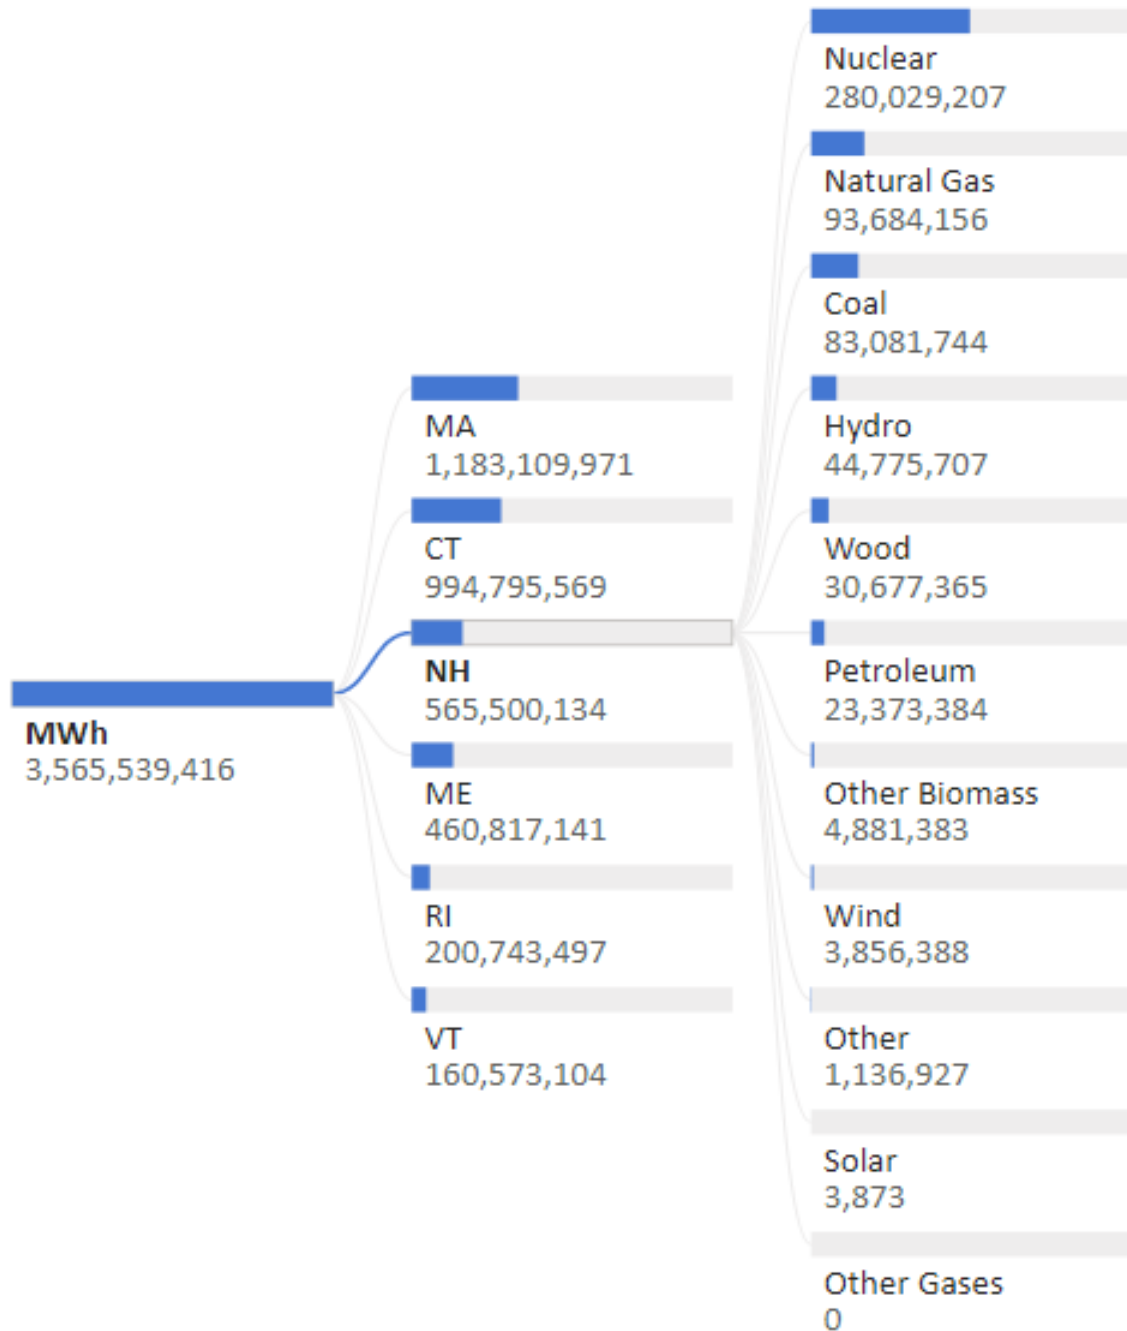 MWh
3,565,539,416
MA
1,183,109,971
CT
994,795,569
NH
565,500,134
ME
460,817,141
RI
200,743,497
VT
160,573,104
Nuclear
280,029,207
Natural Gas
93,684,156
Coal
83,081,744
Hydro
44,775,707
Wood
30,677,365
Petroleum
23,373,384
Other Biomass
4,881,383
Wind
3,856,388
Other
1,136,927
Solar
3,873
Other Gases
0